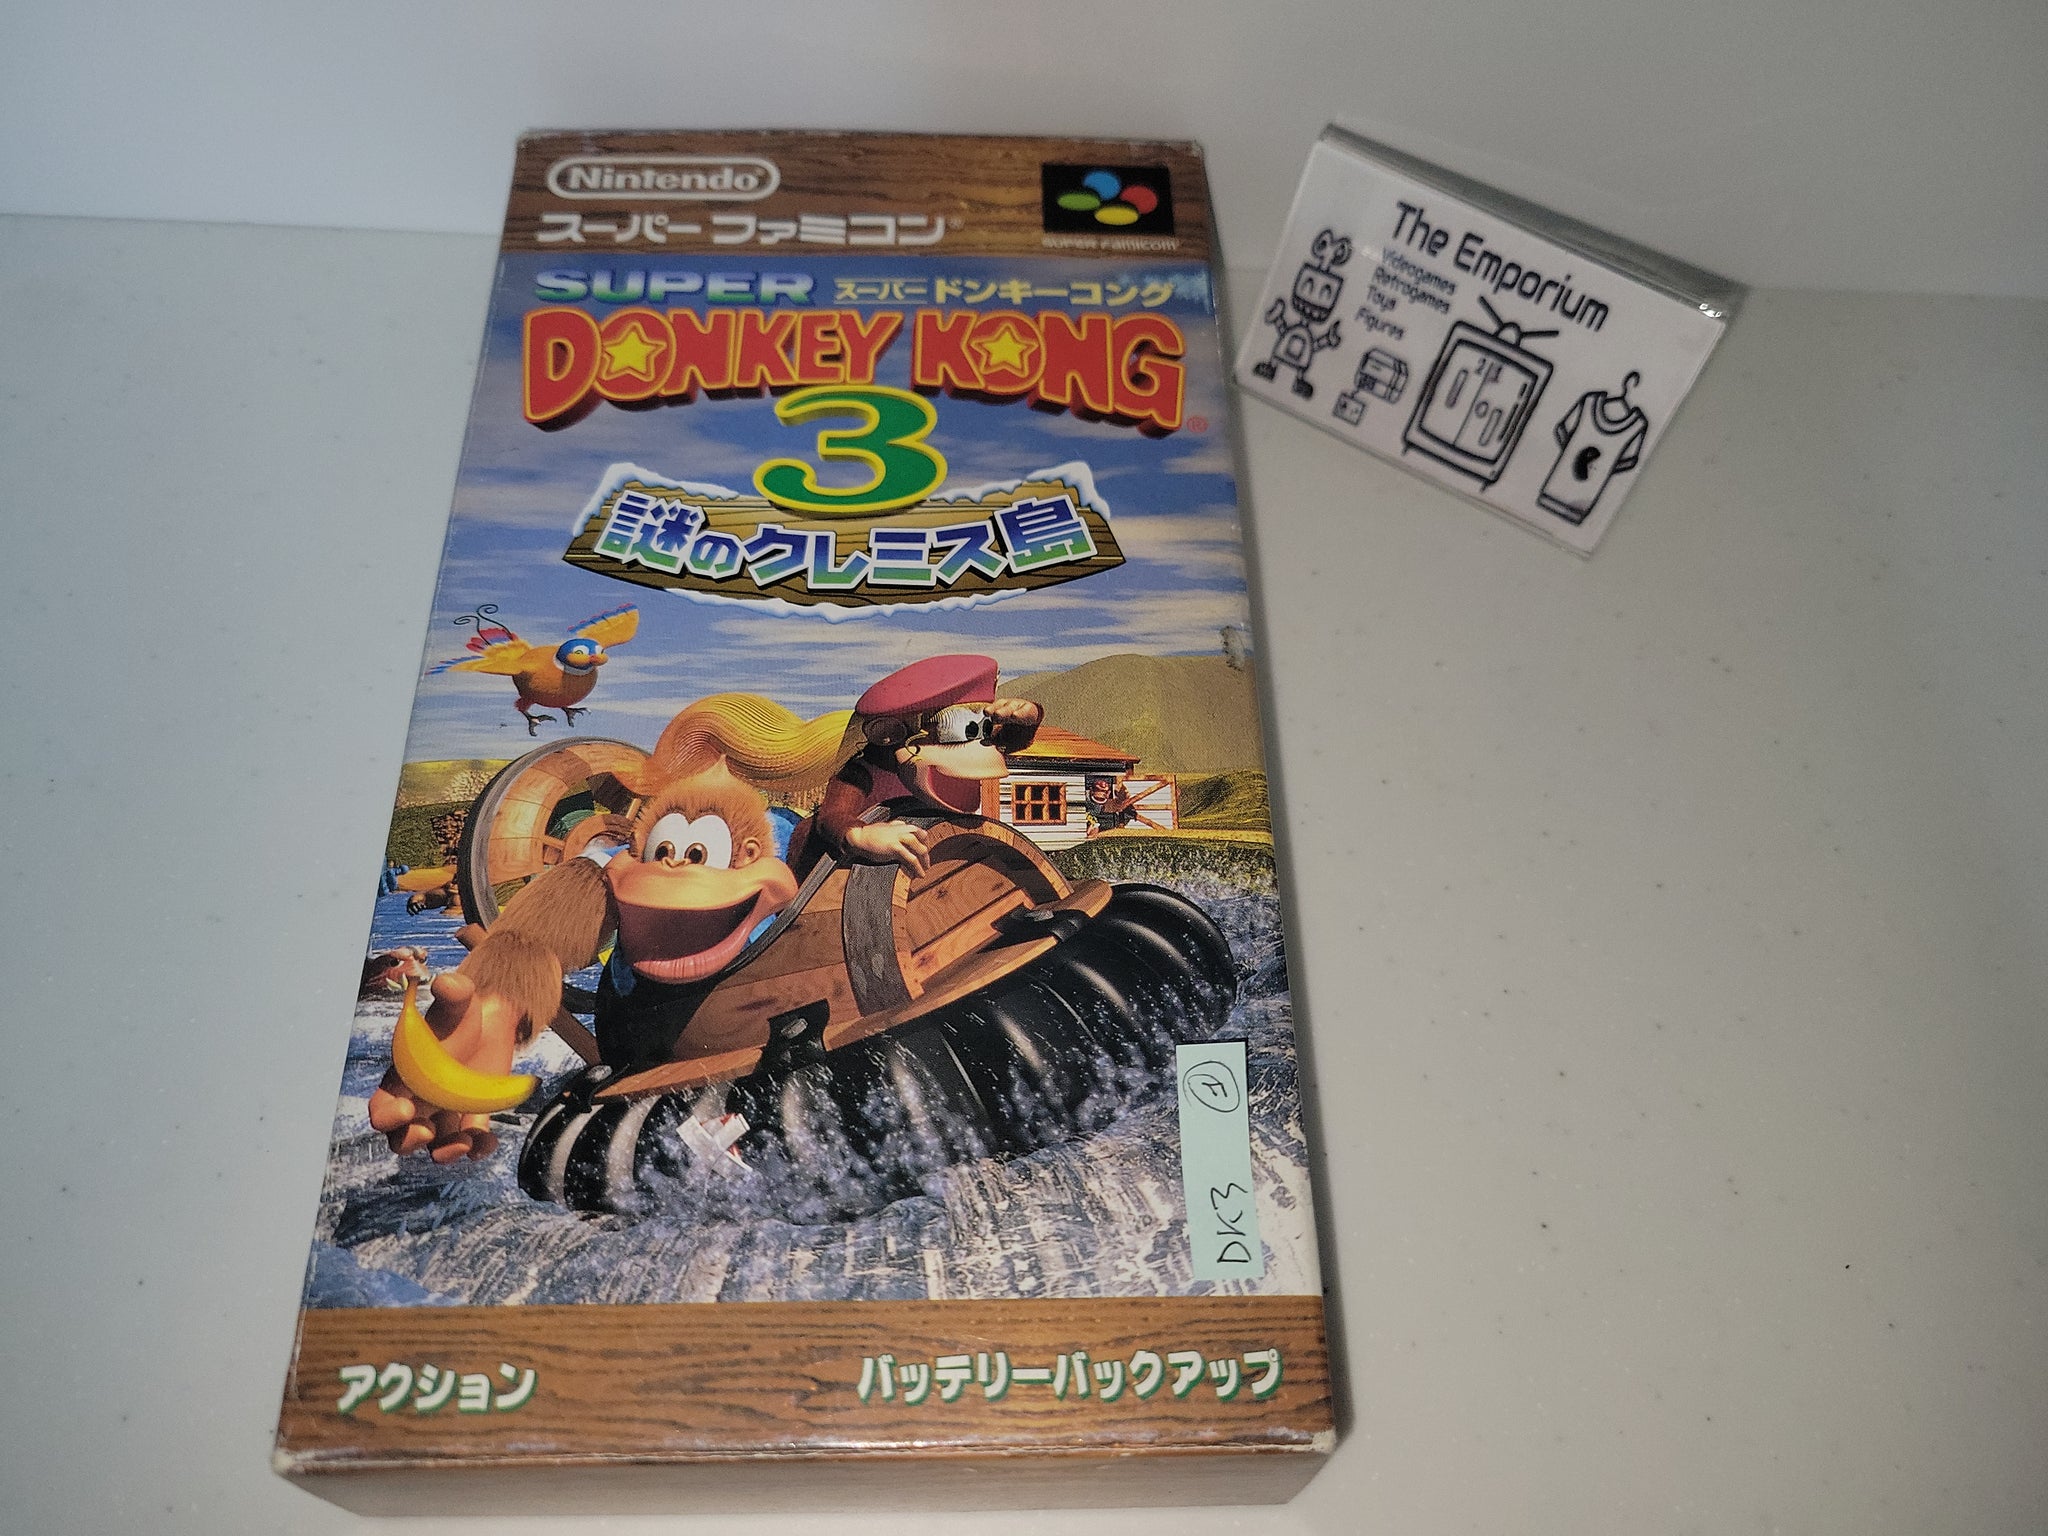 Nintendo®
スーパーファミコン®
SUPER Famicom™
SUPER スーパードンキーコング
DONKEY KONG®
3
謎のクレミス島
DK3
アクション
バッテリーバックアップ
The Emporium
Videogames
Retrogames
Toys
Figures